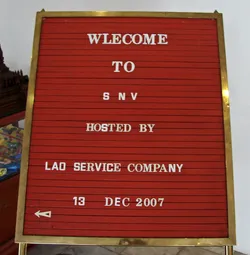 WLECOME
TO
S N V
HOSTED BY
LAO SERVICE COMPANY
13 DEC 2007